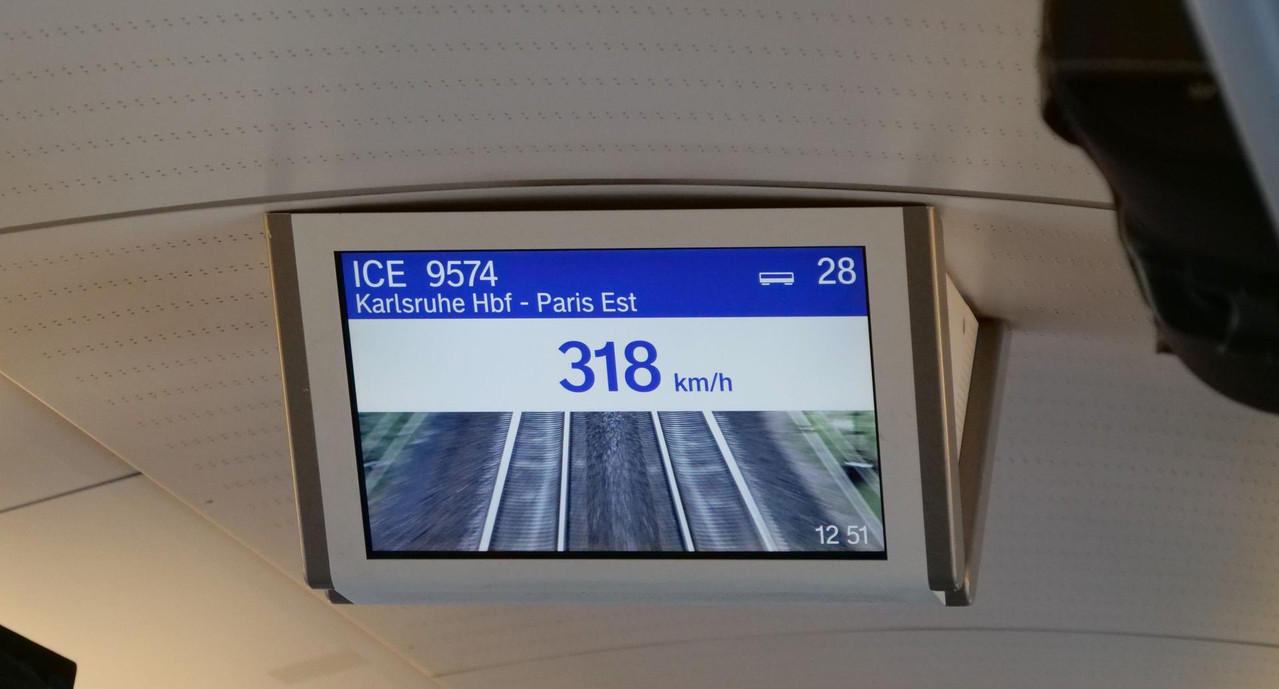 ICE 9574 28
Karlsruhe Hbf - Paris Est
318 km/h
12 51